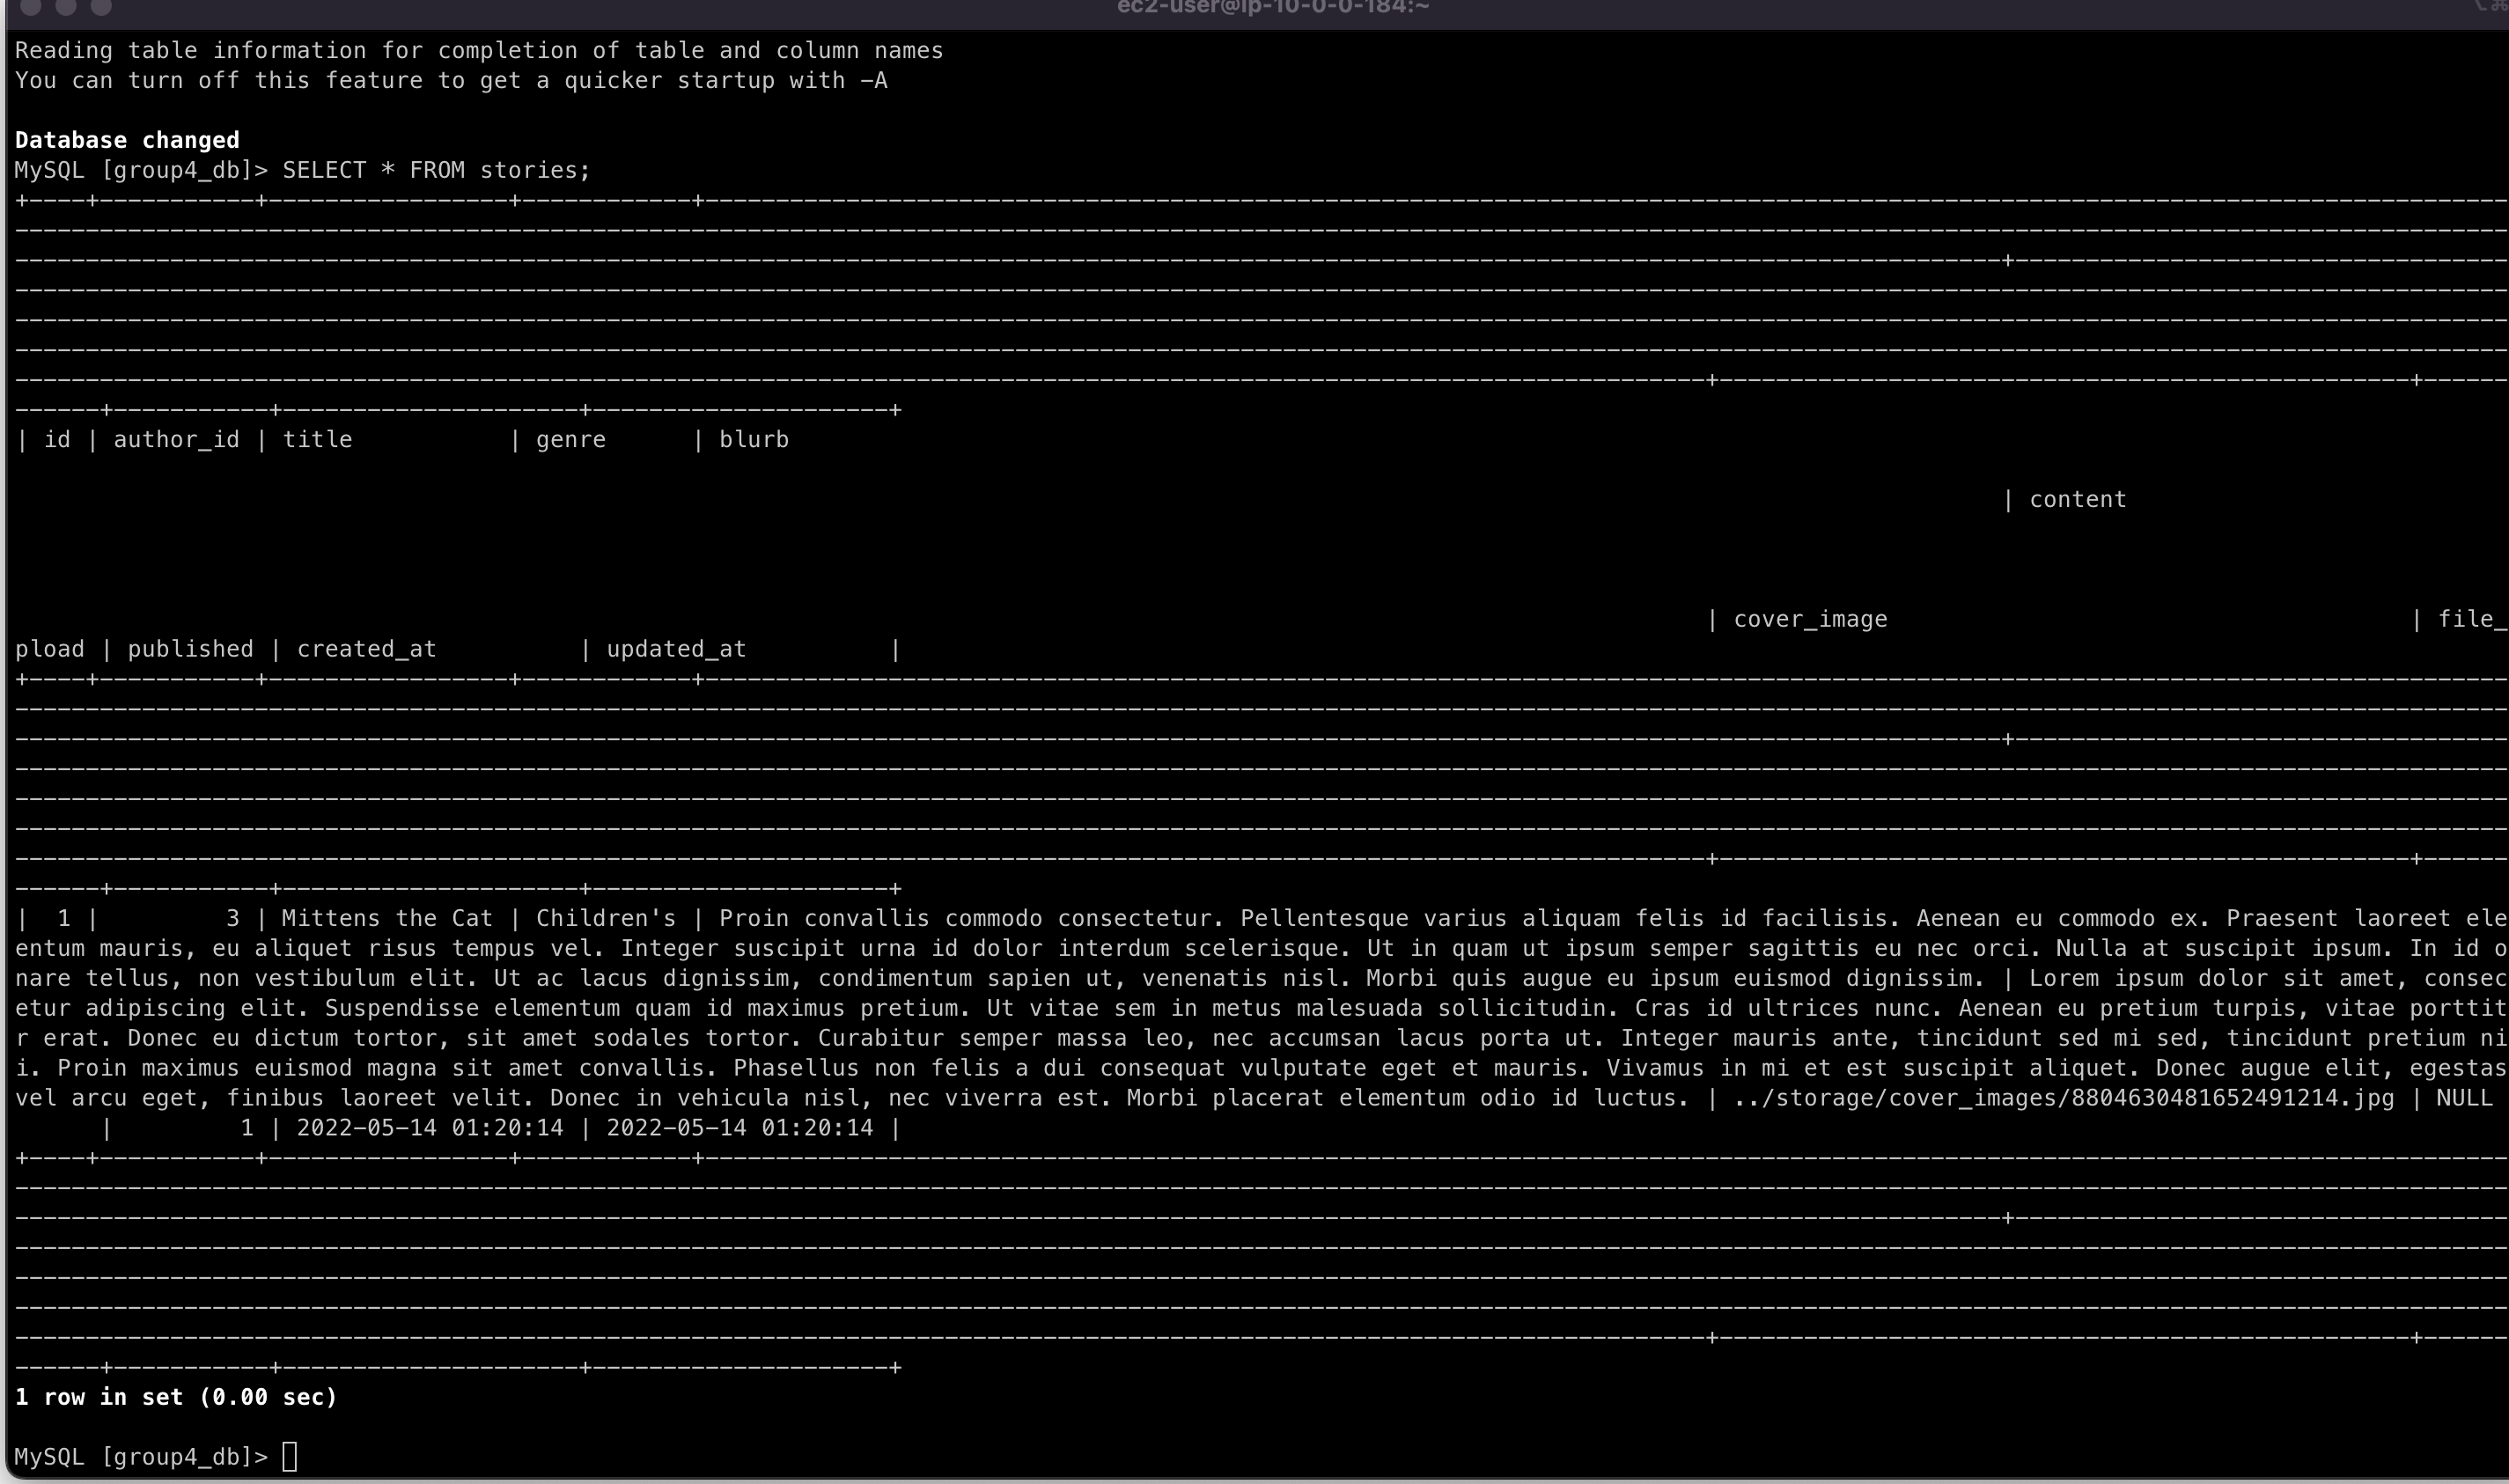 ec2-user@ip-10-0-0-184:~
Reading table information for completion of table and column names
You can turn off this feature to get a quicker startup with -A
Database changed
MySQL [group4_db]> SELECT * FROM stories;
| id | author_id | title | genre | blurb
| content
| cover_image | file_
pload | published | created_at | updated_at |
| 1 | 3 | Mittens the Cat | Children's | Proin convallis commodo consectetur. Pellentesque varius aliquam felis id facilisis. Aenean eu commodo ex. Praesent laoreet ele
entum mauris, eu aliquet risus tempus vel. Integer suscipit urna id dolor interdum scelerisque. Ut in quam ut ipsum semper sagittis eu nec orci. Nulla at suscipit ipsum. In id o
nare tellus, non vestibulum elit. Ut ac lacus dignissim, condimentum sapien ut, venenatis nisl. Morbi quis augue eu ipsum euismod dignissim. | Lorem ipsum dolor sit amet, consec
etur adipiscing elit. Suspendisse elementum quam id maximus pretium. Ut vitae sem in metus malesuada sollicitudin. Cras id ultrices nunc. Aenean eu pretium turpis, vitae porttit
r erat. Donec eu dictum tortor, sit amet sodales tortor. Curabitur semper massa leo, nec accumsan lacus porta ut. Integer mauris ante, tincidunt sed mi sed, tincidunt pretium ni
i. Proin maximus euismod magna sit amet convallis. Phasellus non felis a dui consequat vulputate eget et mauris. Vivamus in mi et est suscipit aliquet. Donec augue elit, egestas
vel arcu eget, finibus laoreet velit. Donec in vehicula nisl, nec viverra est. Morbi placerat elementum odio id luctus. | ../storage/cover_images/8804630481652491214.jpg | NULL
| 1 | 2022-05-14 01:20:14 | 2022-05-14 01:20:14 |
1 row in set (0.00 sec)
MySQL [group4_db]>